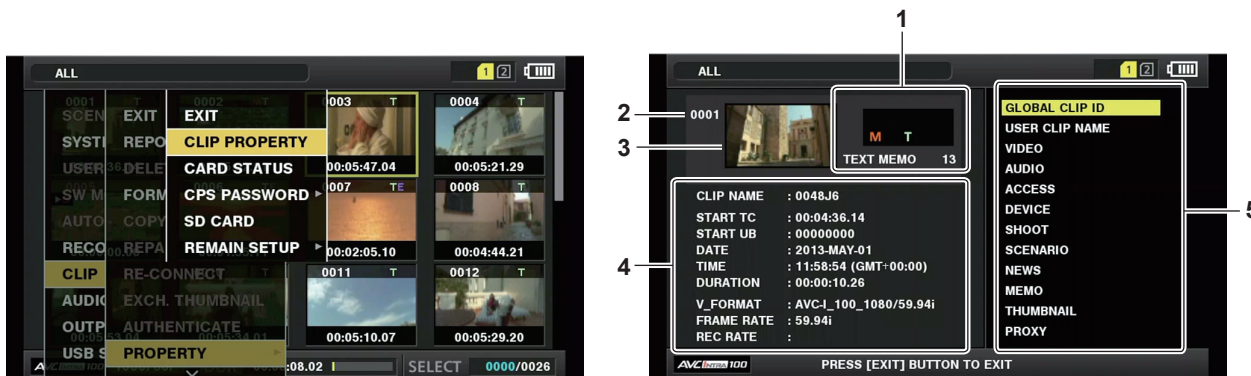 ALL
1 2
0001 T 0002 T 0003 T 0004 T
SCEN EXIT EXIT
SYSTE REPO CLIP PROPERTY
USER DELE CARD STATUS 00:05:47.04 00:05:21.29
SW M FORM CPS PASSWORD 0007 TE 0008 T
AUTO COPY SD CARD
RECO REPA REMAIN SETUP 00:02:05.10 00:04:44.21
CLIP RE-CONNECT 0011 T 0012 T
AUDIO EXCH. THUMBNAIL
OUTP AUTHENTICATE 00:05:10.07 00:05:29.20
USB S PROPERTY
:08.02 SELECT 0000/0026
1
ALL
1 2
2
0001
3
M T
TEXT MEMO 13
4
CLIP NAME : 0048J6
START TC : 00:04:36.14
START UB : 00000000
DATE : 2013-MAY-01
TIME : 11:58:54 (GMT+00:00)
DURATION : 00:00:10.26
V_FORMAT : AVC-I_100_1080/59.94i
FRAME RATE : 59.94i
REC RATE :
GLOBAL CLIP ID
USER CLIP NAME
VIDEO
AUDIO
ACCESS
DEVICE
SHOOT
SCENARIO
NEWS
MEMO
THUMBNAIL
PROXY
5
AVC INTRA 100 PRESS [EXIT] BUTTON TO EXIT